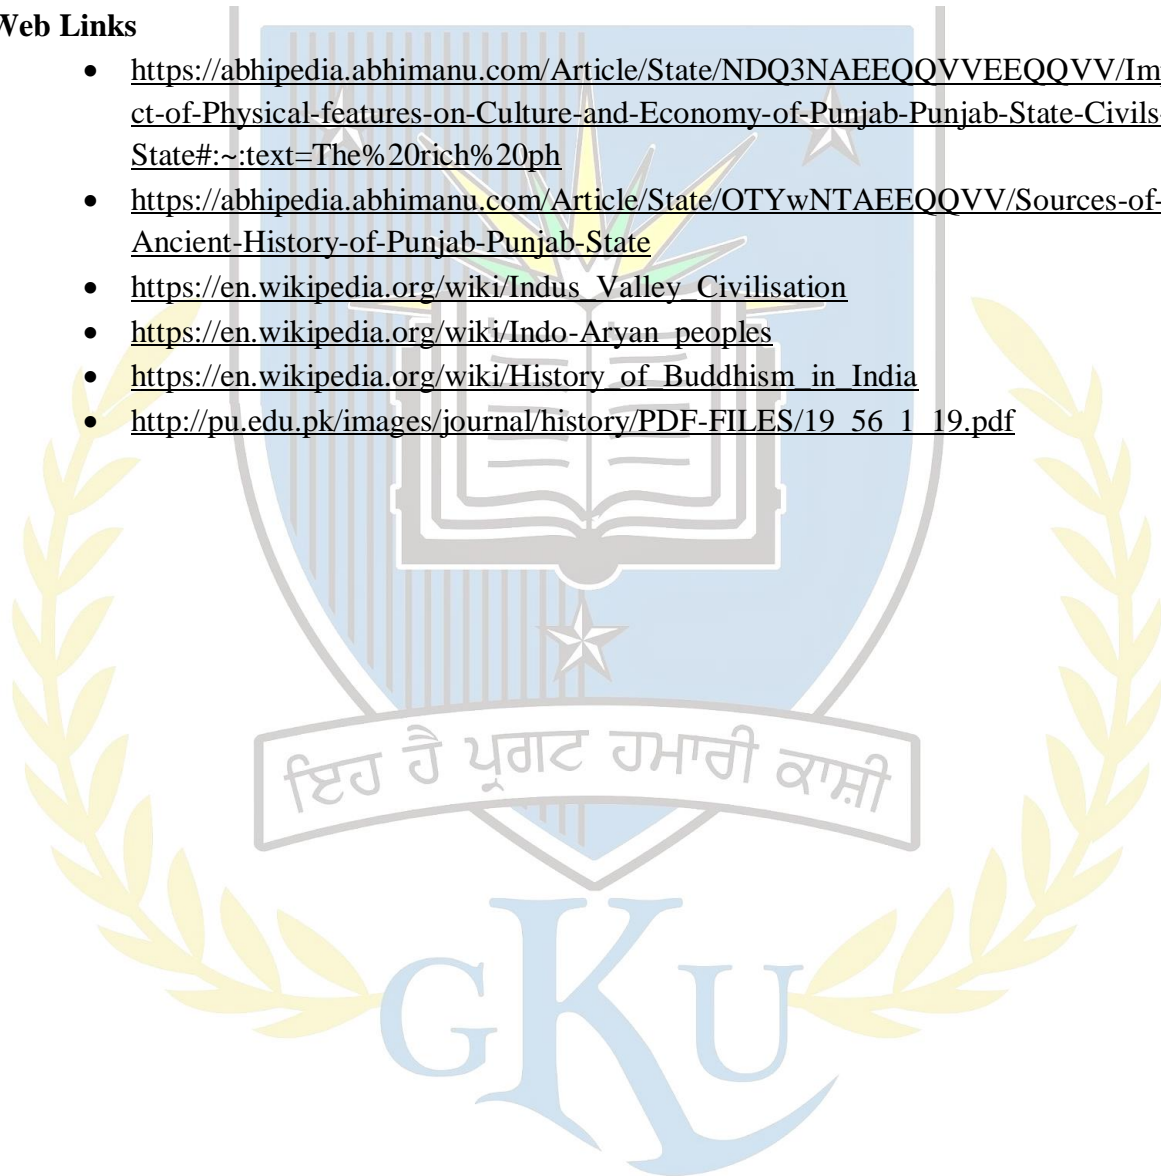 Web Links
• https://abhipedia.abhimanu.com/Article/State/NDQ3NAEEQQVVEEQQVV/Im
ct-of-Physical-features-on-Culture-and-Economy-of-Punjab-Punjab-State-Civils-
State#:~:text=The%20rich%20ph
• https://abhipedia.abhimanu.com/Article/State/OTYwNTAEEQQVV/Sources-of-
Ancient-History-of-Punjab-Punjab-State
• https://en.wikipedia.org/wiki/Indus_Valley_Civilisation
• https://en.wikipedia.org/wiki/Indo-Aryan_peoples
• https://en.wikipedia.org/wiki/History_of_Buddhism_in_India
• http://pu.edu.pk/images/journal/history/PDF-FILES/19_56_1_19.pdf
ਇਹ ਹੈ ਪ੍ਰਗਟ ਹਮਾਰੀ ਕਾਸ਼ੀ
GKU